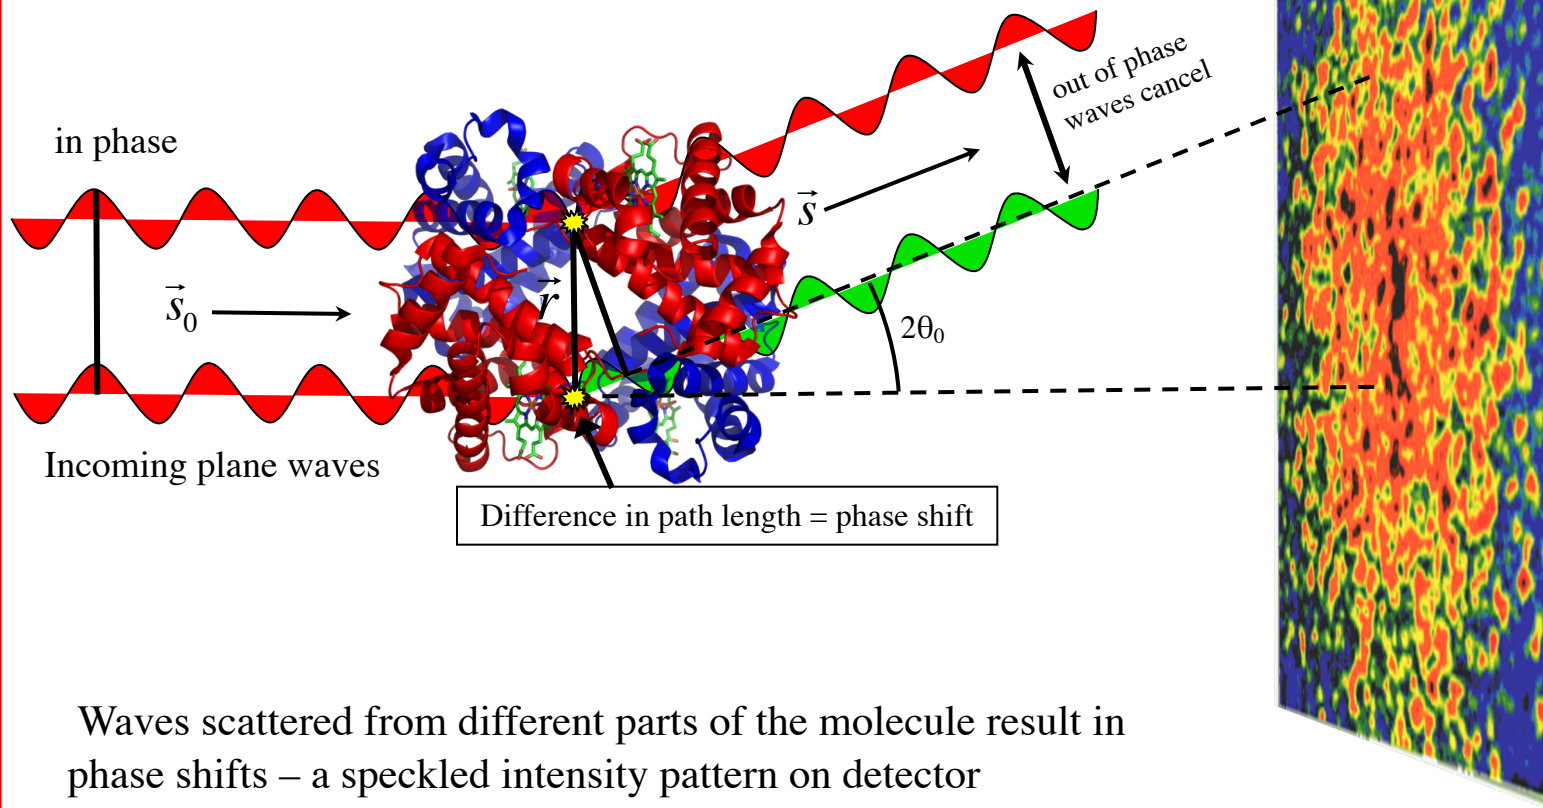 in phase
out of phase
waves cancel
s⃗
s⃗₀
r⃗
2θ₀
Incoming plane waves
Difference in path length = phase shift
Waves scattered from different parts of the molecule result in
phase shifts – a speckled intensity pattern on detector